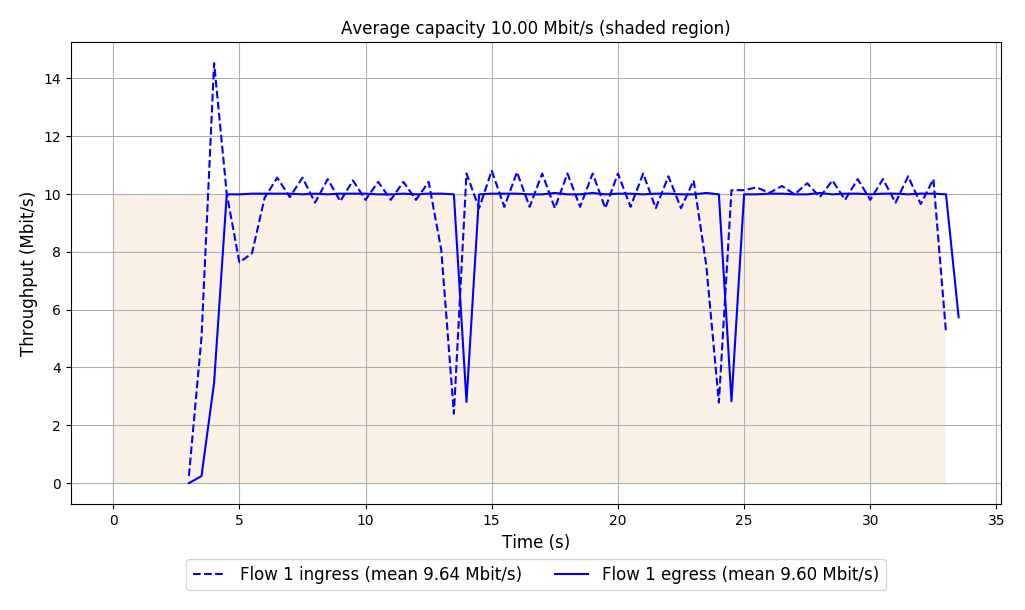 Average capacity 10.00 Mbit/s (shaded region)
Throughput (Mbit/s)
14
12
10
8
6
4
2
0
0 5 10 15 20 25 30 35
Time (s)
Flow 1 ingress (mean 9.64 Mbit/s) Flow 1 egress (mean 9.60 Mbit/s)